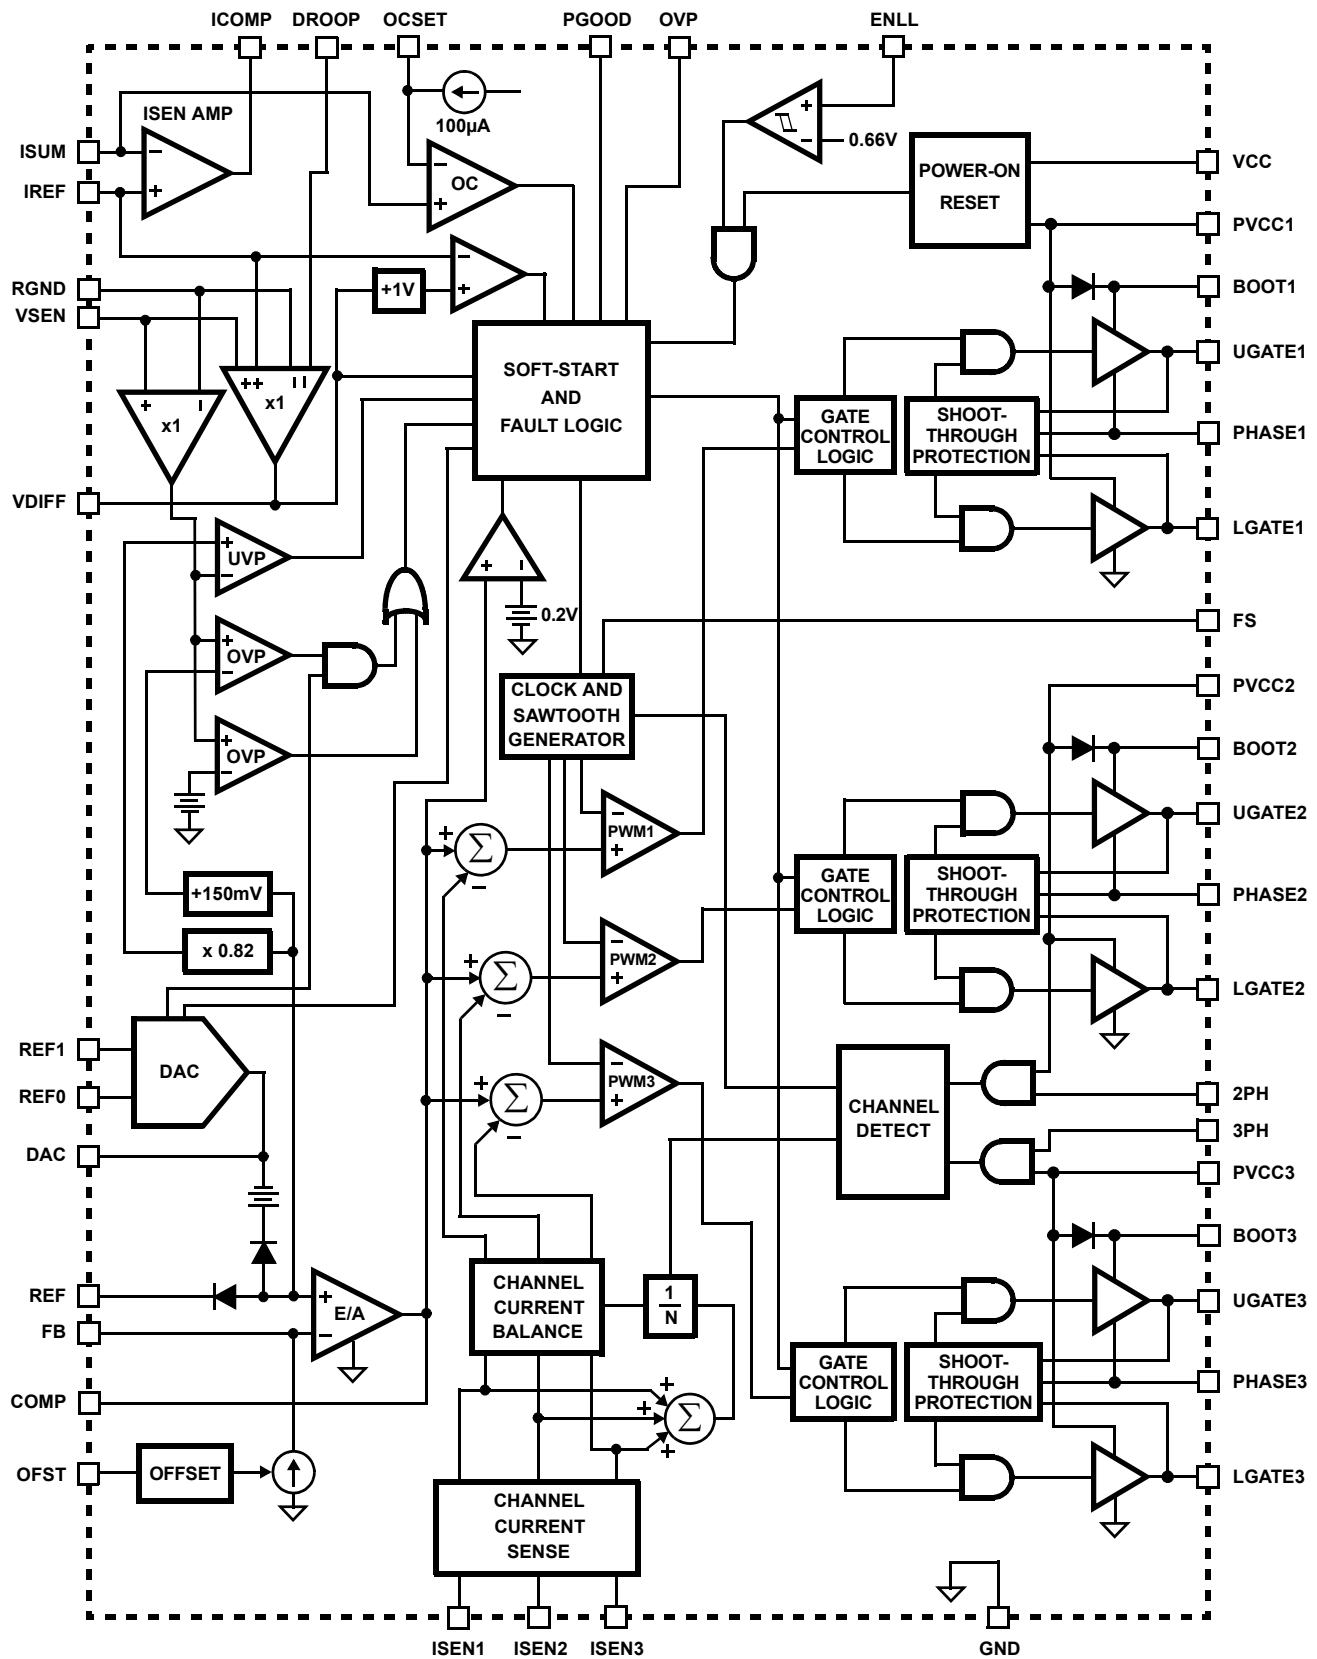 ICOMP DROOP OCSET PGOOD OVP ENLL
100µA
ISEN AMP
ISUM
−
+
IREF
−
OC
+
+
−
0.66V
POWER-ON
RESET
VCC
PVCC1
−
+
+1V
RGND
VSEN
BOOT1
UGATE1
PHASE1
LGATE1
+ −
x1
++ − −
x1
SOFT-START
AND
FAULT LOGIC
GATE
CONTROL
LOGIC
SHOOT-
THROUGH
PROTECTION
VDIFF
+
UVP
−
+ −
0.2V
+
OVP
−
+
OVP
−
FS
CLOCK AND
SAWTOOTH
GENERATOR
PVCC2
BOOT2
UGATE2
PHASE2
LGATE2
−
PWM1
+
+
Σ
−
GATE
CONTROL
LOGIC
SHOOT-
THROUGH
PROTECTION
+150mV
x 0.82
+
Σ
−
−
PWM2
+
REF1
REF0
DAC
DAC
+
Σ
−
−
PWM3
+
CHANNEL
DETECT
2PH
3PH
PVCC3
BOOT3
UGATE3
PHASE3
LGATE3
REF
FB
+
E/A
−
CHANNEL
CURRENT
BALANCE
1
N
GATE
CONTROL
LOGIC
SHOOT-
THROUGH
PROTECTION
COMP
+
+
Σ
+
OFST
OFFSET
CHANNEL
CURRENT
SENSE
ISEN1 ISEN2 ISEN3 GND